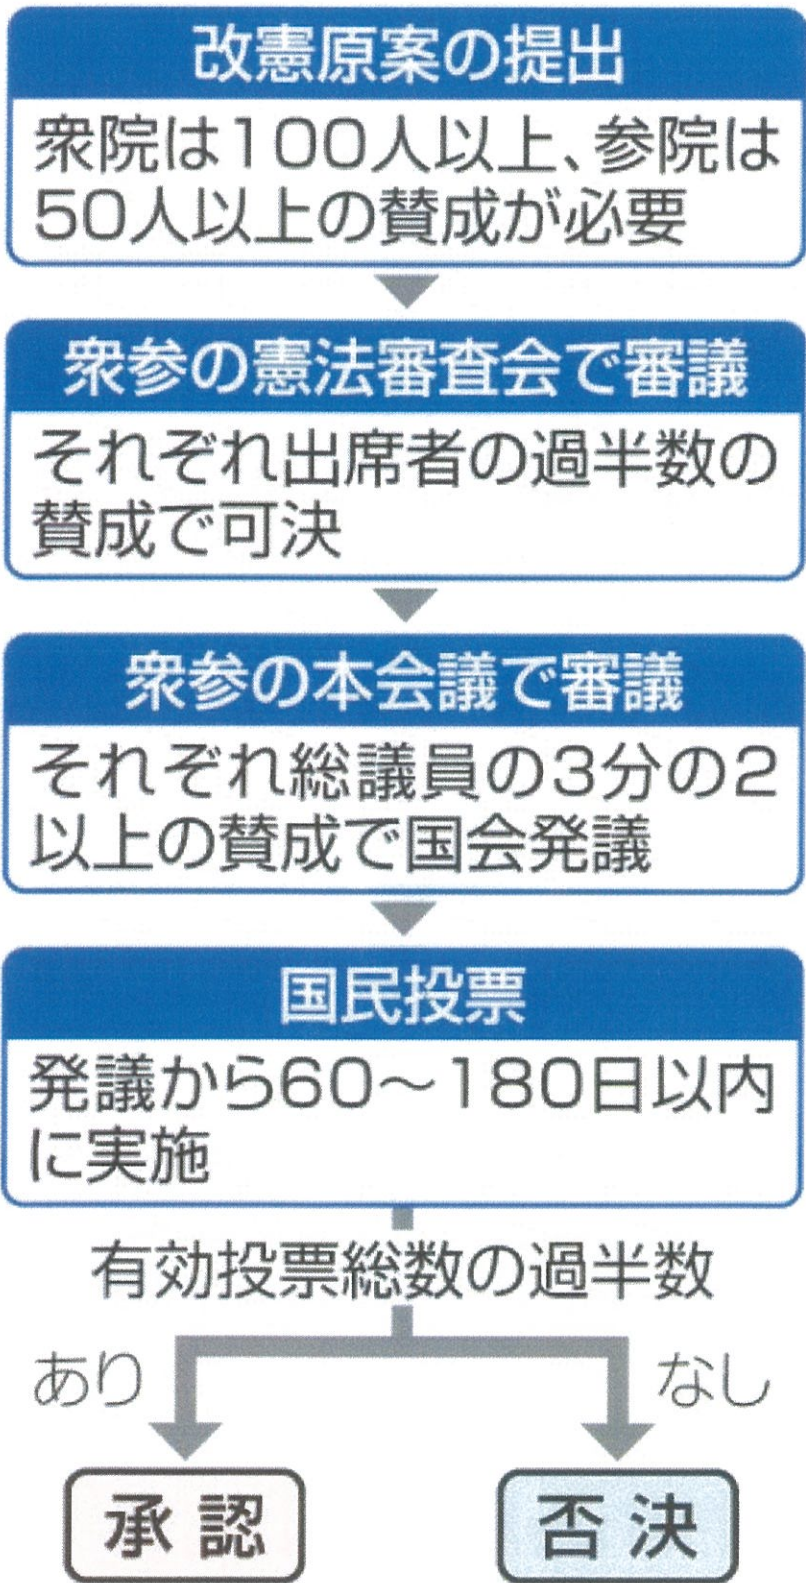 改憲原案の提出
衆院は100人以上、参院は
50人以上の賛成が必要
衆参の憲法審査会で審議
それぞれ出席者の過半数の
賛成で可決
衆参の本会議で審議
それぞれ総議員の3分の2
以上の賛成で国会発議
国民投票
発議から60〜180日以内
に実施
有効投票総数の過半数
あり
なし
承認
否決